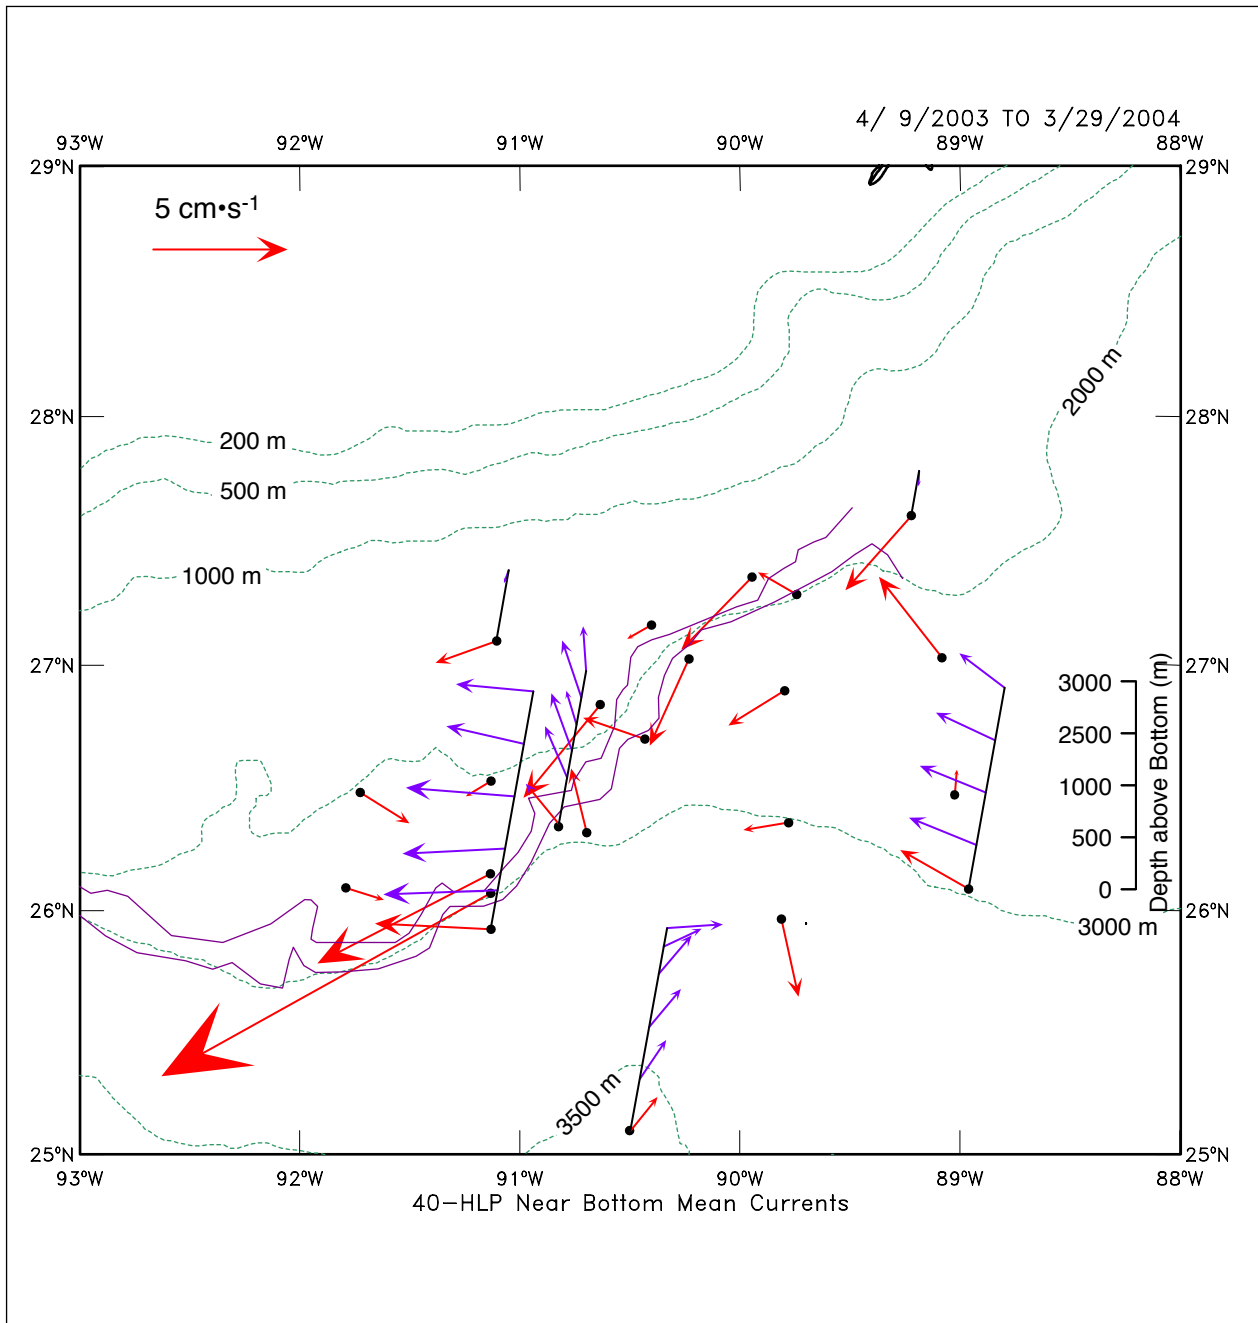 4/ 9/2003 TO 3/29/2004
93°W 92°W 91°W 90°W 89°W 88°W
29°N 29°N
5 cm•s-1
2000 m
28°N 28°N
200 m
500 m
1000 m
27°N 27°N
3000
2500
1000
500
0
Depth above Bottom (m)
26°N 26°N
3000 m
3500 m
25°N 25°N
93°W 92°W 91°W 90°W 89°W 88°W
40-HLP Near Bottom Mean Currents